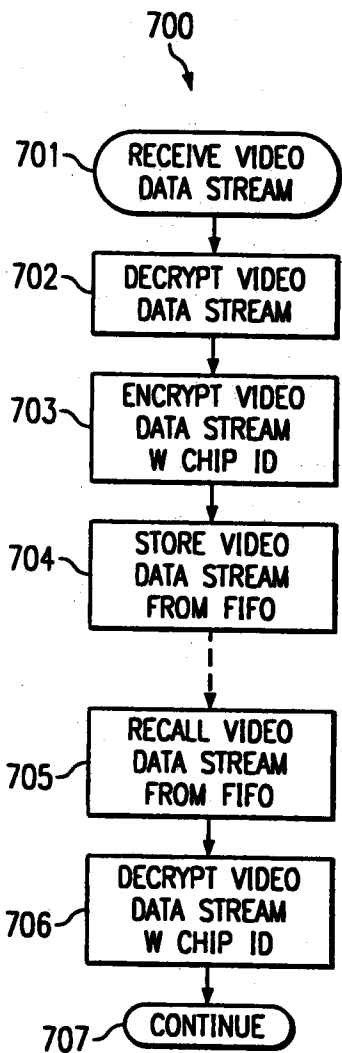 700
701
RECEIVE VIDEO
DATA STREAM
702
DECRYPT VIDEO
DATA STREAM
703
ENCRYPT VIDEO
DATA STREAM
W CHIP ID
704
STORE VIDEO
DATA STREAM
FROM FIFO
705
RECALL VIDEO
DATA STREAM
FROM FIFO
706
DECRYPT VIDEO
DATA STREAM
W CHIP ID
707
CONTINUE